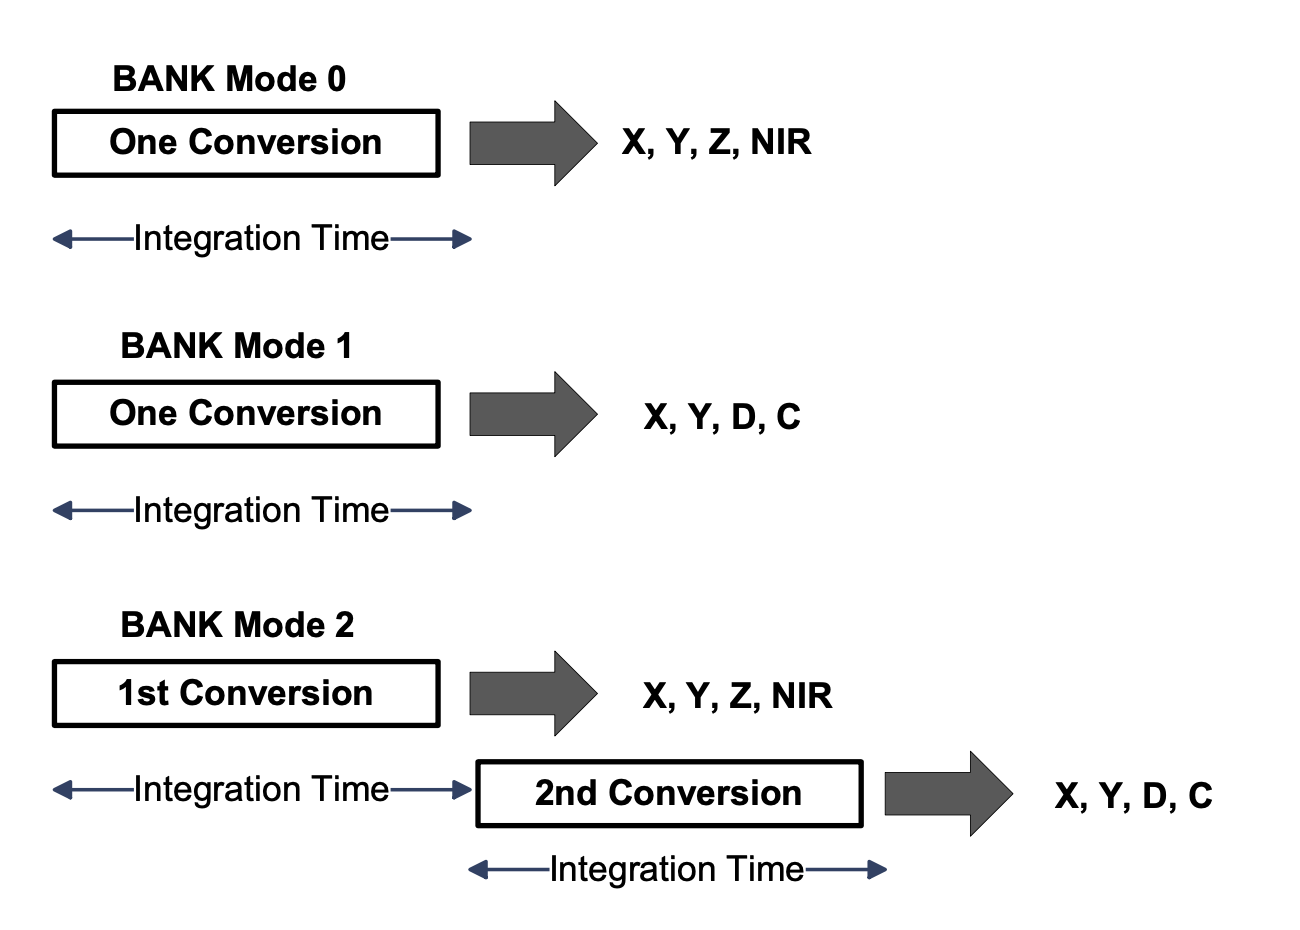 BANK Mode 0
One Conversion
X, Y, Z, NIR
Integration Time
BANK Mode 1
One Conversion
X, Y, D, C
Integration Time
BANK Mode 2
1st Conversion
X, Y, Z, NIR
Integration Time
2nd Conversion
X, Y, D, C
Integration Time